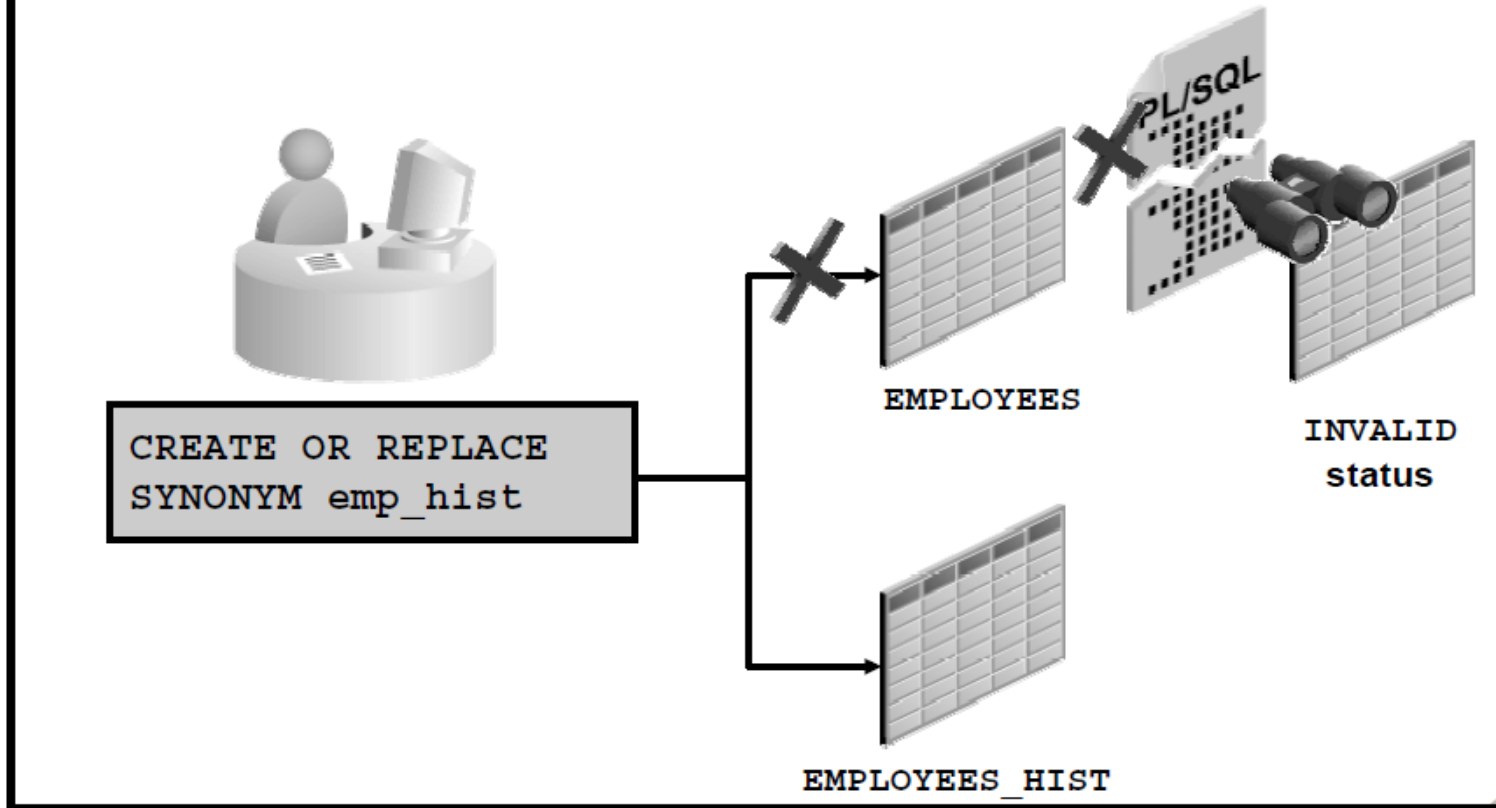 PL/SQL
EMPLOYEES
INVALID
status
CREATE OR REPLACE
SYNONYM emp_hist
EMPLOYEES_HIST